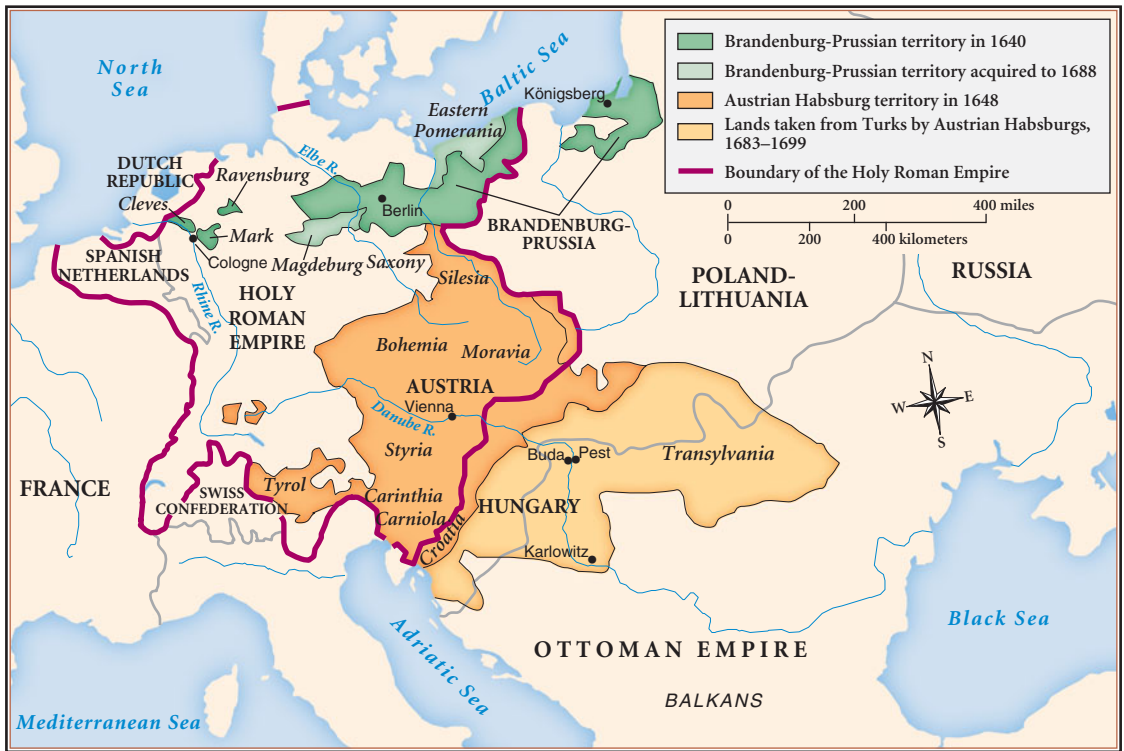 Brandenburg-Prussian territory in 1640
Brandenburg-Prussian territory acquired to 1688
Austrian Habsburg territory in 1648
Lands taken from Turks by Austrian Habsburgs,
1683–1699
Boundary of the Holy Roman Empire
0 200 400 miles
0 200 400 kilometers
North
Sea
Baltic Sea
Königsberg
Eastern
Pomerania
Elbe R.
DUTCH
REPUBLIC
Ravensburg
Cleves
Berlin
Mark
BRANDENBURG-
PRUSSIA
SPANISH
NETHERLANDS
Cologne
Magdeburg
Saxony
Silesia
POLAND-
LITHUANIA
RUSSIA
Rhine R.
HOLY
ROMAN
EMPIRE
Bohemia
Moravia
N
W
E
S
AUSTRIA
Vienna
Danube R.
Styria
Buda
Pest
Transylvania
FRANCE
Tyrol
SWISS
CONFEDERATION
Carinthia
Carniola
HUNGARY
Croatia
Karlowitz
Black Sea
Adriatic Sea
OTTOMAN EMPIRE
BALKANS
Mediterranean Sea